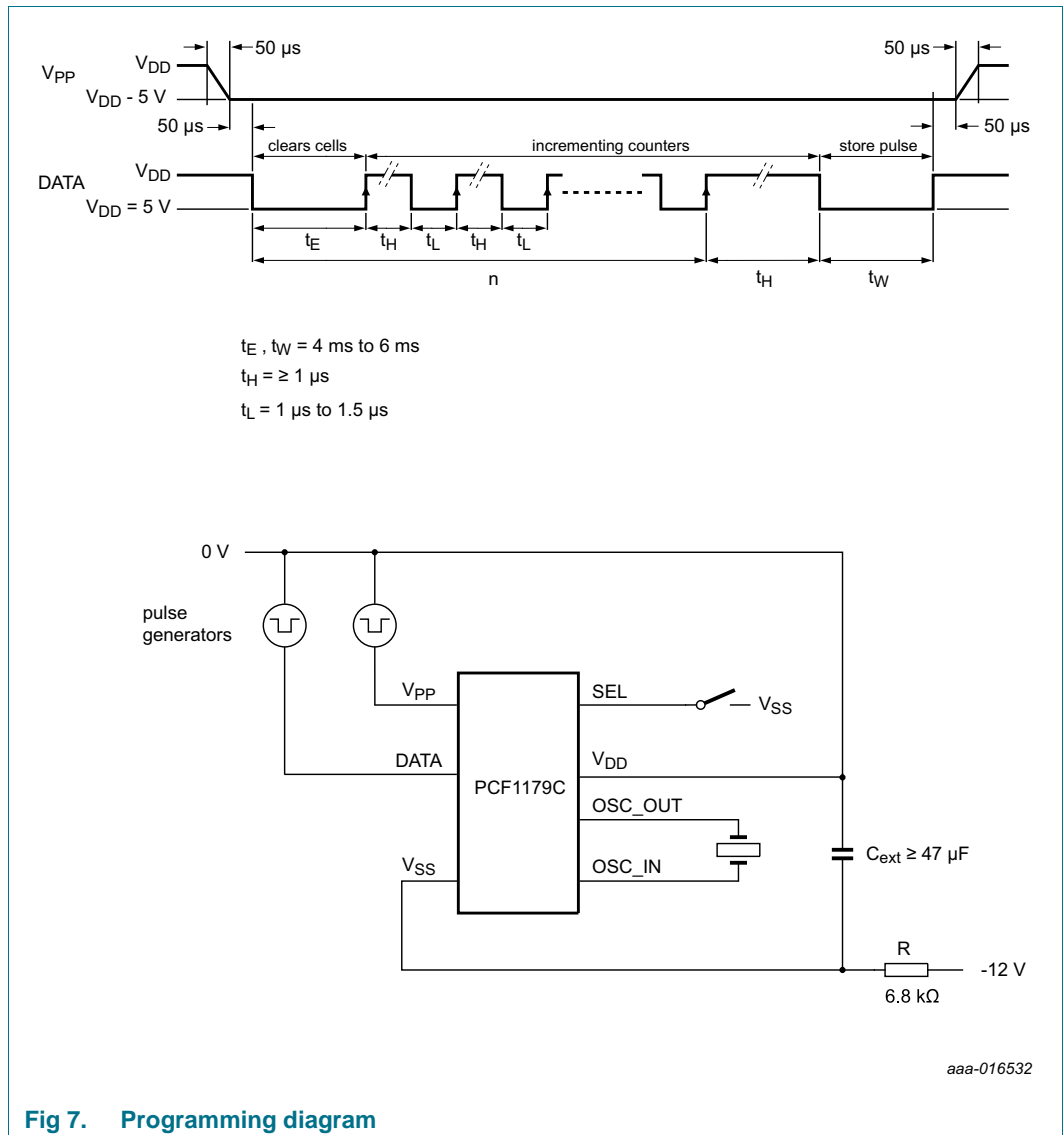 50 µs
50 µs
VPP
VDD
VDD - 5 V
50 µs
50 µs
clears cells
incrementing counters
store pulse
DATA
VDD
VDD = 5 V
tE
tH
tL
tH
tL
n
tH
tW
tE , tW = 4 ms to 6 ms
tH = ≥ 1 µs
tL = 1 µs to 1.5 µs
0 V
pulse
generators
VPP
SEL
VSS
DATA
VDD
PCF1179C
OSC_OUT
VSS
OSC_IN
Cext ≥ 47 µF
R
-12 V
6.8 kΩ
aaa-016532
Fig 7. Programming diagram